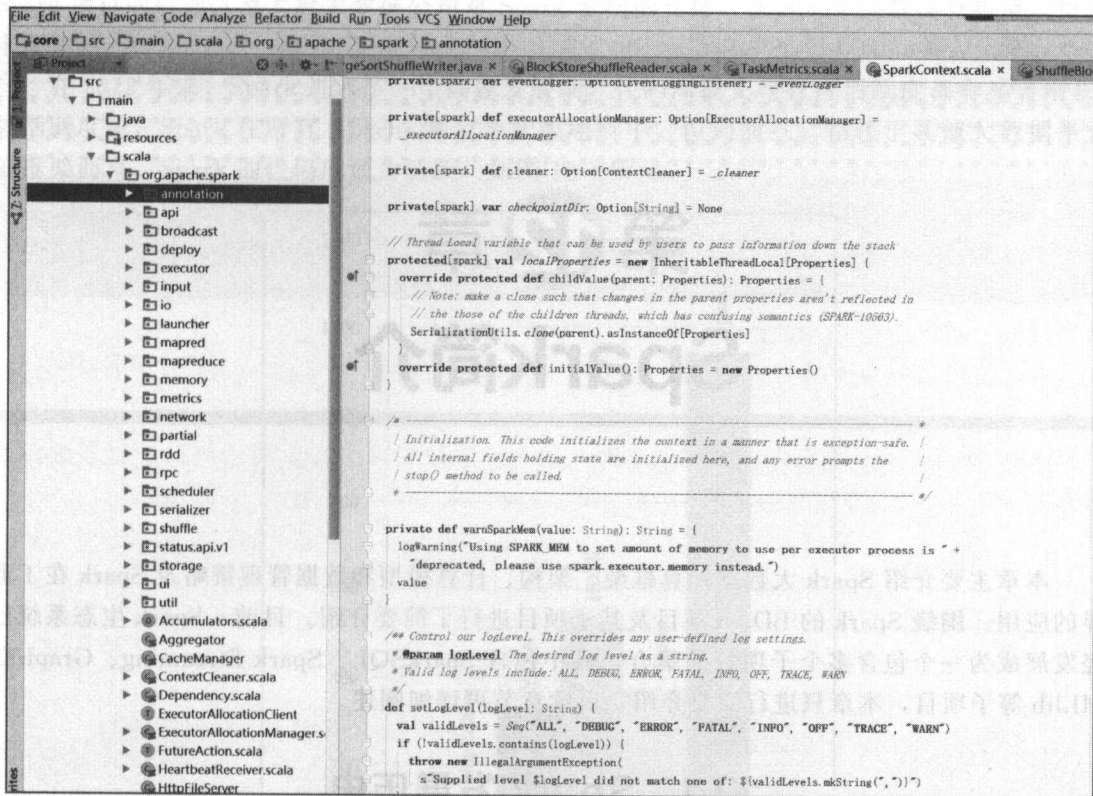 File Edit View Navigate Code Analyze Refactor Build Run Tools VCS Window Help
core src main scala org apache spark annotation
Project
geSortShuffleWriter.java × BlockStoreShuffleReader.scala × TaskMetrics.scala × SparkContext.scala × ShuffleBlo
Project
Z: Structure
src
main
java
resources
scala
org.apache.spark
annotation
api
broadcast
deploy
executor
input
io
launcher
mapred
mapreduce
memory
metrics
network
partial
rdd
rpc
scheduler
serializer
shuffle
status.api.v1
storage
ui
util
Accumulators.scala
Aggregator
CacheManager
ContextCleaner.scala
Dependency.scala
ExecutorAllocationClient
ExecutorAllocationManager.s
FutureAction.scala
HeartbeatReceiver.scala
HttpFileServer
private[spark] def eventLogger: Option[EventLoggingListener] = _eventLogger
private[spark] def executorAllocationManager: Option[ExecutorAllocationManager] =
_executorAllocationManager
private[spark] def cleaner: Option[ContextCleaner] = _cleaner
private[spark] var checkpointDir: Option[String] = None
// Thread Local variable that can be used by users to pass information down the stack
protected[spark] val localProperties = new InheritableThreadLocal[Properties] {
override protected def childValue(parent: Properties): Properties = {
// Note: make a clone such that changes in the parent properties aren't reflected in
// the those of the children threads, which has confusing semantics (SPARK-10563).
SerializationUtils.clone(parent).asInstanceOf[Properties]
}
override protected def initialValue(): Properties = new Properties()
}
/* ------------------------------------------------------------------------------------- *
| Initialization. This code initializes the context in a manner that is exception-safe. |
| All internal fields holding state are initialized here, and any error prompts the |
| stop() method to be called. |
* ------------------------------------------------------------------------------------- */
private def warnSparkMem(value: String): String = {
logWarning("Using SPARK_MEM to set amount of memory to use per executor process is " +
"deprecated, please use spark.executor.memory instead.")
value
}
/** Control our logLevel. This overrides any user-defined log settings.
* @param logLevel The desired log level as a string.
* Valid log levels include: ALL, DEBUG, ERROR, FATAL, INFO, OFF, TRACE, WARN
*/
def setLogLevel(logLevel: String) {
val validLevels = Seq("ALL", "DEBUG", "ERROR", "FATAL", "INFO", "OFF", "TRACE", "WARN")
if (!validLevels.contains(logLevel)) {
throw new IllegalArgumentException(
s"Supplied level $logLevel did not match one of: ${validLevels.mkString(",")}")